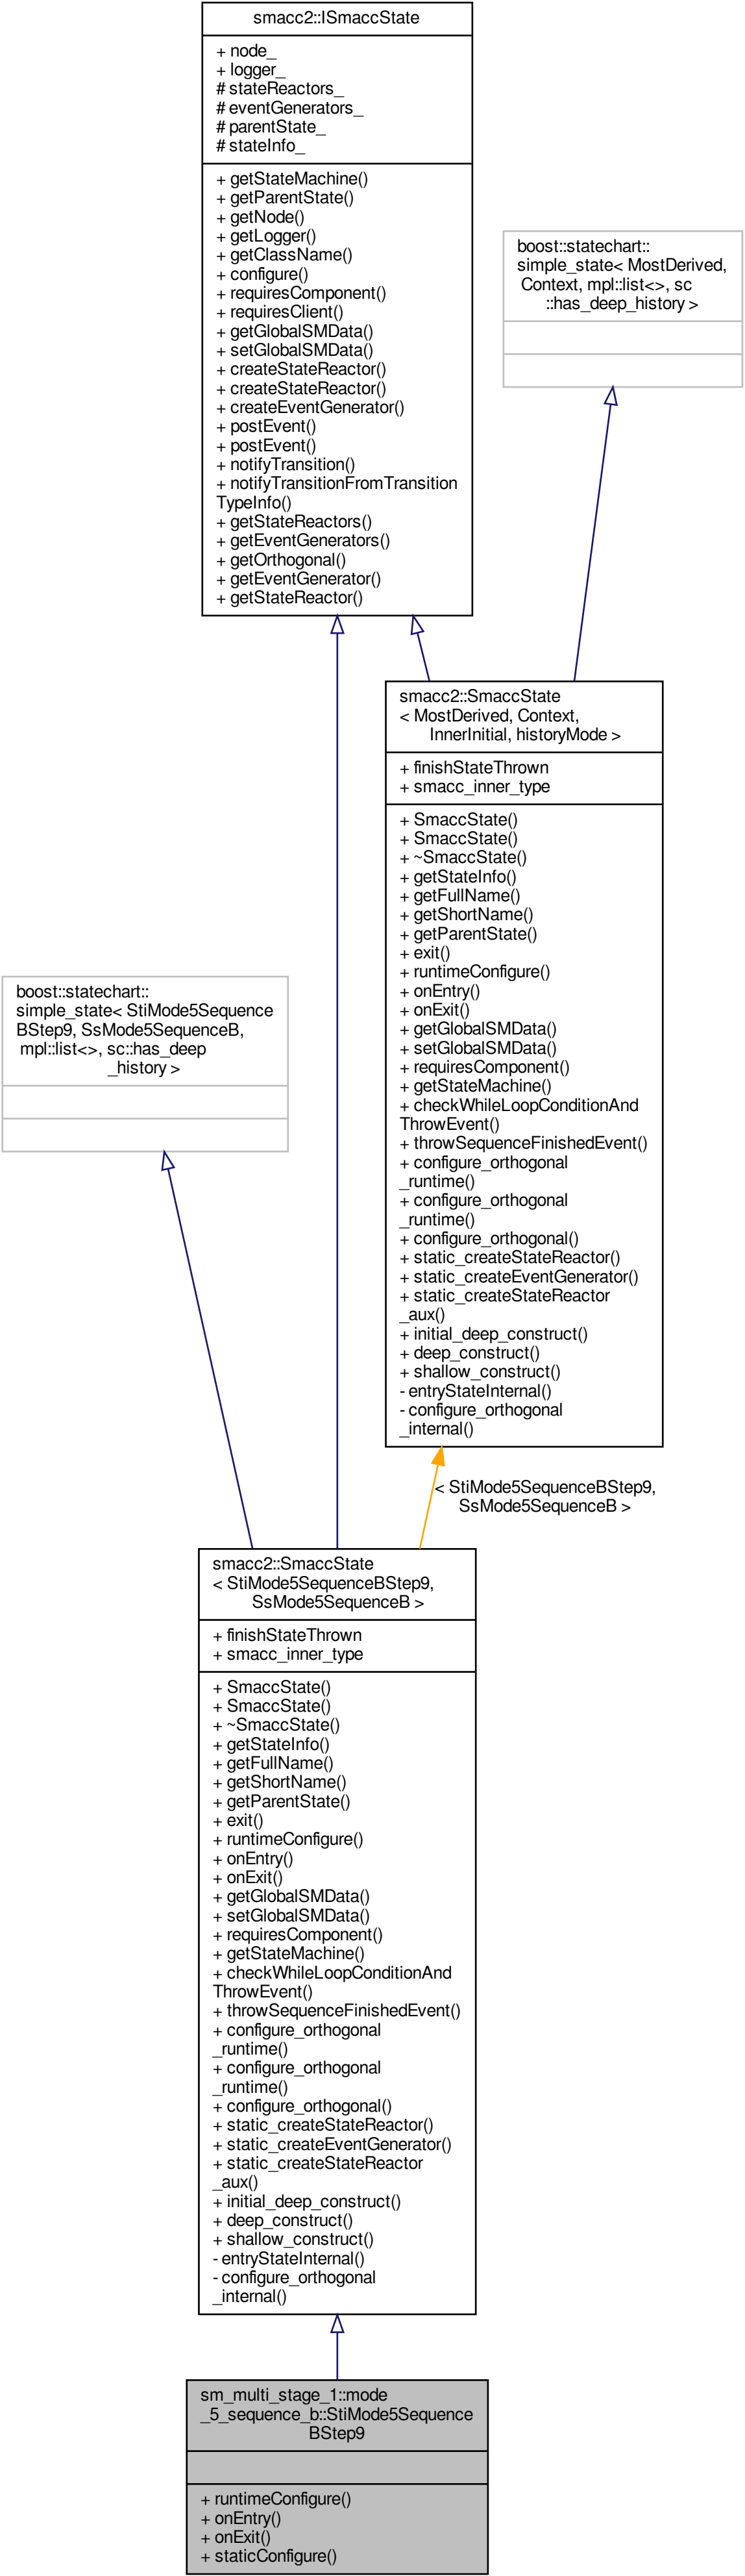 smacc2::ISmaccState
+ node_
+ logger_
# stateReactors_
# eventGenerators_
# parentState_
# stateInfo_
+ getStateMachine()
+ getParentState()
+ getNode()
+ getLogger()
+ getClassName()
+ configure()
+ requiresComponent()
+ requiresClient()
+ getGlobalSMData()
+ setGlobalSMData()
+ createStateReactor()
+ createStateReactor()
+ createEventGenerator()
+ postEvent()
+ postEvent()
+ notifyTransition()
+ notifyTransitionFromTransition
TypeInfo()
+ getStateReactors()
+ getEventGenerators()
+ getOrthogonal()
+ getEventGenerator()
+ getStateReactor()
boost::statechart::
simple_state< MostDerived,
Context, mpl::list<>, sc
::has_deep_history >
smacc2::SmaccState
< MostDerived, Context,
InnerInitial, historyMode >
+ finishStateThrown
+ smacc_inner_type
+ SmaccState()
+ SmaccState()
+ ~SmaccState()
+ getStateInfo()
+ getFullName()
+ getShortName()
+ getParentState()
+ exit()
+ runtimeConfigure()
+ onEntry()
+ onExit()
+ getGlobalSMData()
+ setGlobalSMData()
+ requiresComponent()
+ getStateMachine()
+ checkWhileLoopConditionAnd
ThrowEvent()
+ throwSequenceFinishedEvent()
+ configure_orthogonal
_runtime()
+ configure_orthogonal
_runtime()
+ configure_orthogonal()
+ static_createStateReactor()
+ static_createEventGenerator()
+ static_createStateReactor
_aux()
+ initial_deep_construct()
+ deep_construct()
+ shallow_construct()
- entryStateInternal()
- configure_orthogonal
_internal()
boost::statechart::
simple_state< StiMode5Sequence
BStep9, SsMode5SequenceB,
mpl::list<>, sc::has_deep
_history >
< StiMode5SequenceBStep9,
SsMode5SequenceB >
smacc2::SmaccState
< StiMode5SequenceBStep9,
SsMode5SequenceB >
+ finishStateThrown
+ smacc_inner_type
+ SmaccState()
+ SmaccState()
+ ~SmaccState()
+ getStateInfo()
+ getFullName()
+ getShortName()
+ getParentState()
+ exit()
+ runtimeConfigure()
+ onEntry()
+ onExit()
+ getGlobalSMData()
+ setGlobalSMData()
+ requiresComponent()
+ getStateMachine()
+ checkWhileLoopConditionAnd
ThrowEvent()
+ throwSequenceFinishedEvent()
+ configure_orthogonal
_runtime()
+ configure_orthogonal
_runtime()
+ configure_orthogonal()
+ static_createStateReactor()
+ static_createEventGenerator()
+ static_createStateReactor
_aux()
+ initial_deep_construct()
+ deep_construct()
+ shallow_construct()
- entryStateInternal()
- configure_orthogonal
_internal()
sm_multi_stage_1::mode
_5_sequence_b::StiMode5Sequence
BStep9
+ runtimeConfigure()
+ onEntry()
+ onExit()
+ staticConfigure()